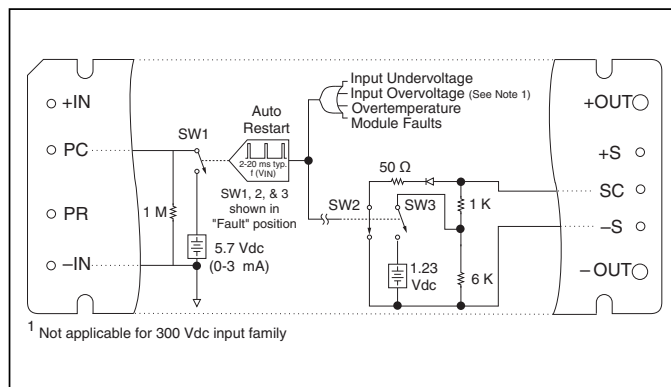 +IN
PC
PR
–IN
SW1
1 M
5.7 Vdc
(0-3 mA)
Auto
Restart
2-20 ms typ.
f (VIN)
SW1, 2, & 3
shown in
"Fault" position
Input Undervoltage
Input Overvoltage (See Note 1)
Overtemperature
Module Faults
50 Ω
SW2
SW3
1 K
1.23
Vdc
6 K
+OUT
+S
SC
–S
–OUT
1 Not applicable for 300 Vdc input family